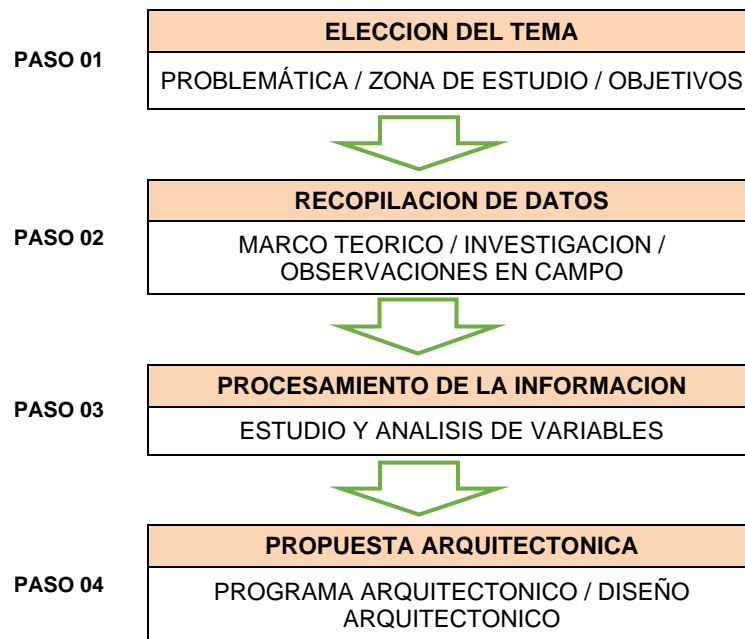 ELECCION DEL TEMA
PASO 01
PROBLEMÁTICA / ZONA DE ESTUDIO / OBJETIVOS
RECOPILACION DE DATOS
PASO 02
MARCO TEORICO / INVESTIGACION /
OBSERVACIONES EN CAMPO
PROCESAMIENTO DE LA INFORMACION
PASO 03
ESTUDIO Y ANALISIS DE VARIABLES
PROPUESTA ARQUITECTONICA
PASO 04
PROGRAMA ARQUITECTONICO / DISEÑO
ARQUITECTONICO